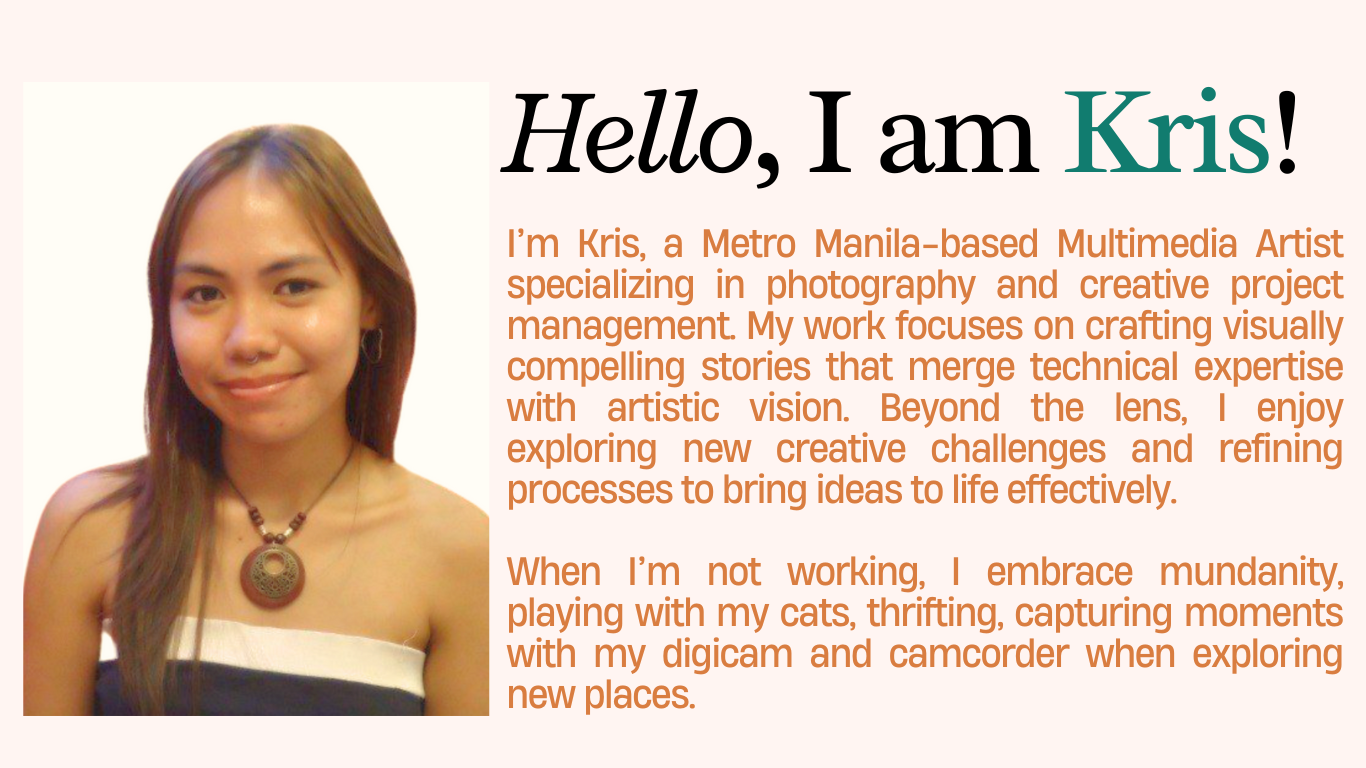 Hello, I am Kris!
I’m Kris, a Metro Manila–based Multimedia Artist
specializing in photography and creative project
management. My work focuses on crafting visually
compelling stories that merge technical expertise
with artistic vision. Beyond the lens, I enjoy
exploring new creative challenges and refining
processes to bring ideas to life effectively.
When I’m not working, I embrace mundanity,
playing with my cats, thrifting, capturing moments
with my digicam and camcorder when exploring
new places.